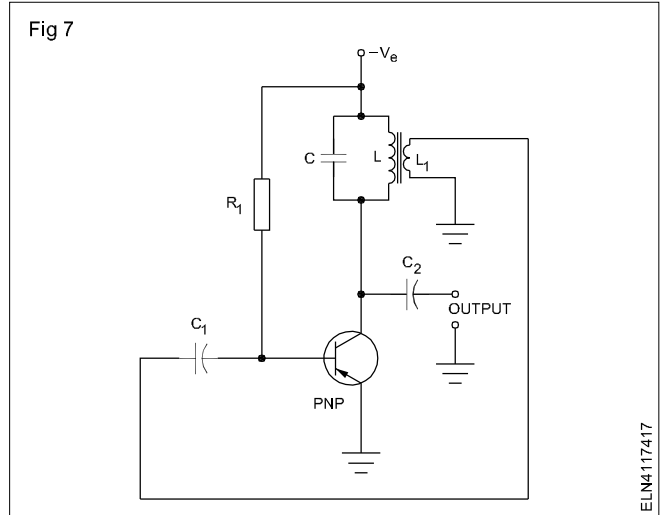 Fig 7
–Vₑ
C
L
L₁
R₁
C₂
OUTPUT
C₁
PNP
ELN4117417